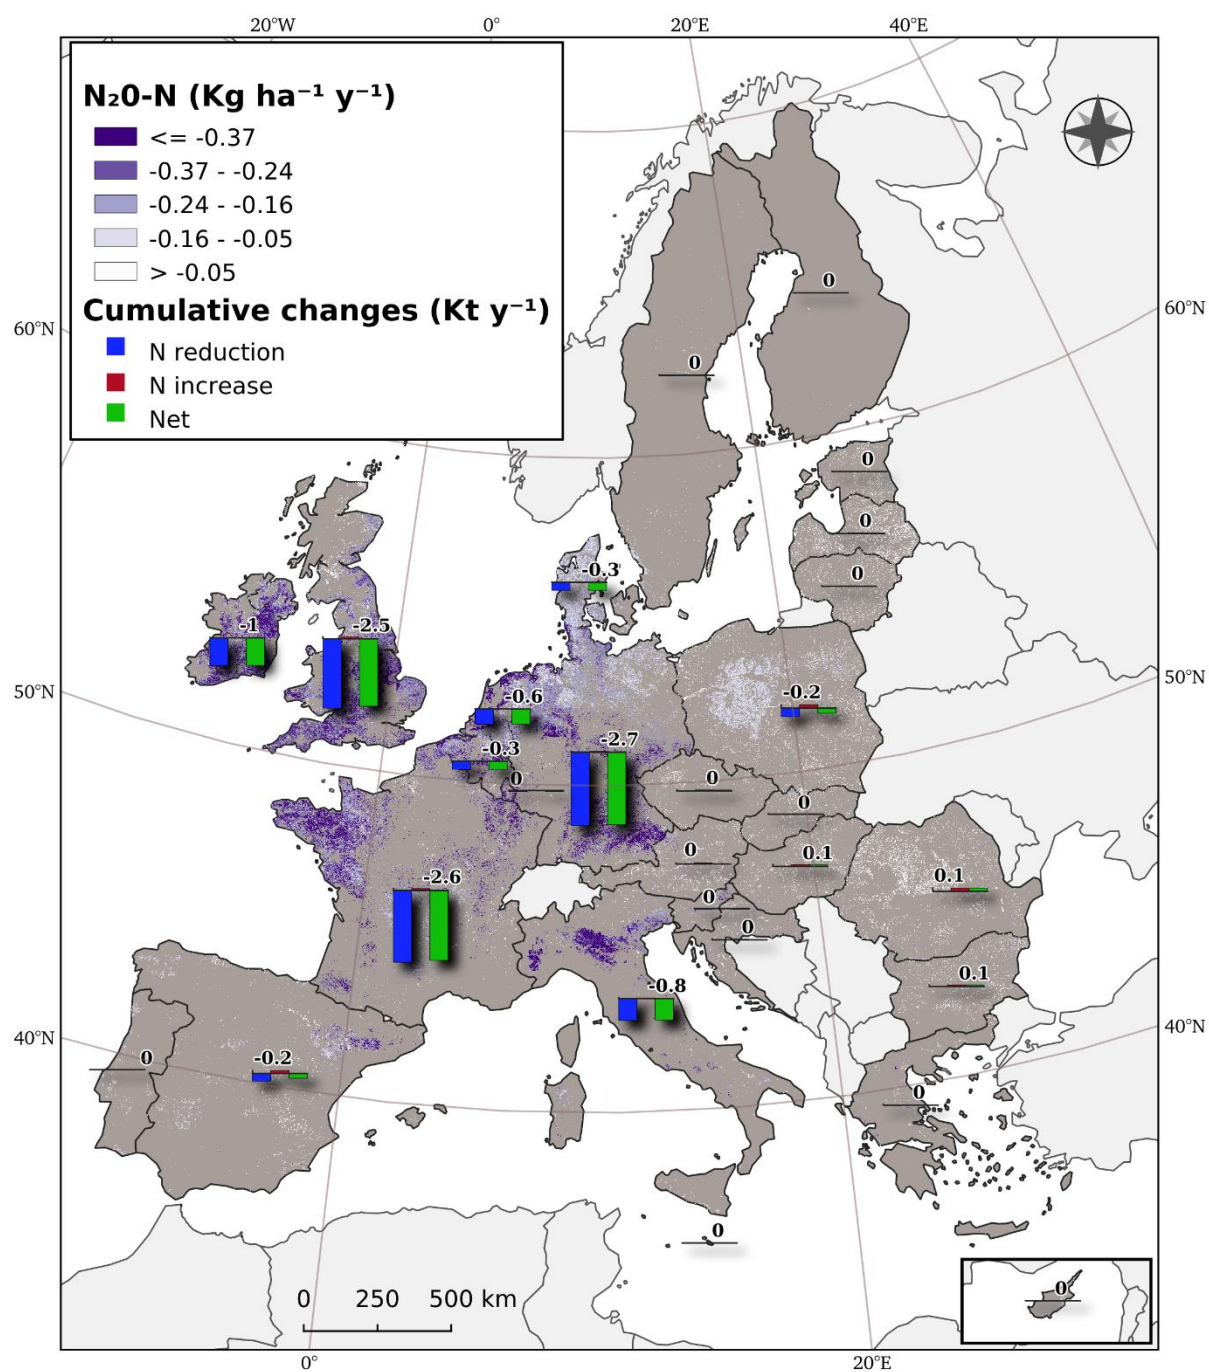 20°W 0° 20°E 40°E
N₂0-N (Kg ha⁻¹ y⁻¹)
<= -0.37
-0.37 - -0.24
-0.24 - -0.16
-0.16 - -0.05
> -0.05
Cumulative changes (Kt y⁻¹)
N reduction
N increase
Net
0
60°N 60°N
0
0
0
-0.3
0
-1 -2.5
50°N 50°N
-0.6 -0.2
-0.3 -2.7
0 0
0
0 0.1
-2.6 0.1
0
0
0.1
-0.8
40°N 40°N
0 -0.2
0
0
0
0 250 500 km
0° 20°E